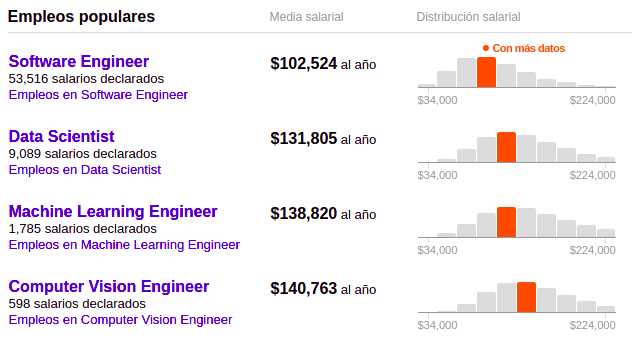 Empleos populares Media salarial Distribución salarial
Software Engineer $102,524 al año Con más datos
53,516 salarios declarados
Empleos en Software Engineer $34,000 $224,000
Data Scientist $131,805 al año
9,089 salarios declarados
Empleos en Data Scientist $34,000 $224,000
Machine Learning Engineer $138,820 al año
1,785 salarios declarados
Empleos en Machine Learning Engineer $34,000 $224,000
Computer Vision Engineer $140,763 al año
598 salarios declarados
Empleos en Computer Vision Engineer $34,000 $224,000